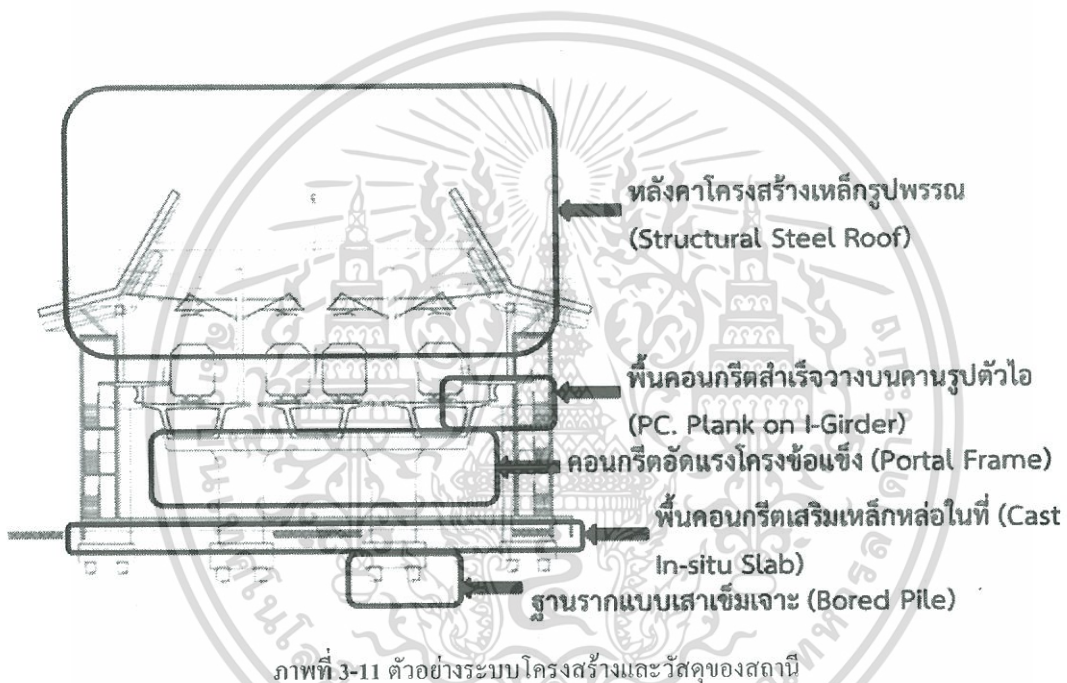 หลังคาโครงสร้างเหล็กรูปพรรณ
(Structural Steel Roof)
พื้นคอนกรีตสำเร็จวางบนคานรูปตัวไอ
(PC. Plank on I-Girder)
คอนกรีตอัดแรงโครงข้อแข็ง (Portal Frame)
พื้นคอนกรีตเสริมเหล็กหล่อในที่ (Cast
In-situ Slab)
ฐานรากแบบเสาเข็มเจาะ (Bored Pile)
ภาพที่ 3-11 ตัวอย่างระบบโครงสร้างและวัสดุของสถานี